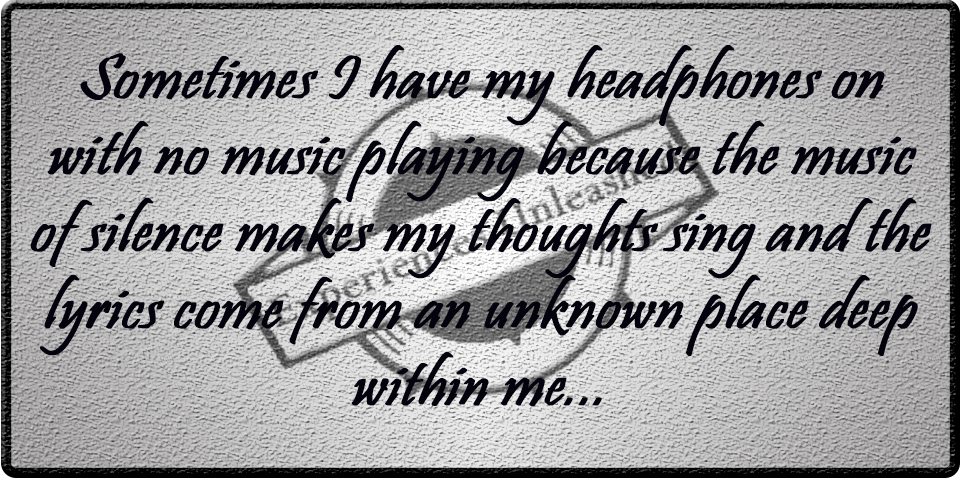 Sometimes I have my headphones on
with no music playing because the music
of silence makes my thoughts sing and the
lyrics come from an unknown place deep
within me...